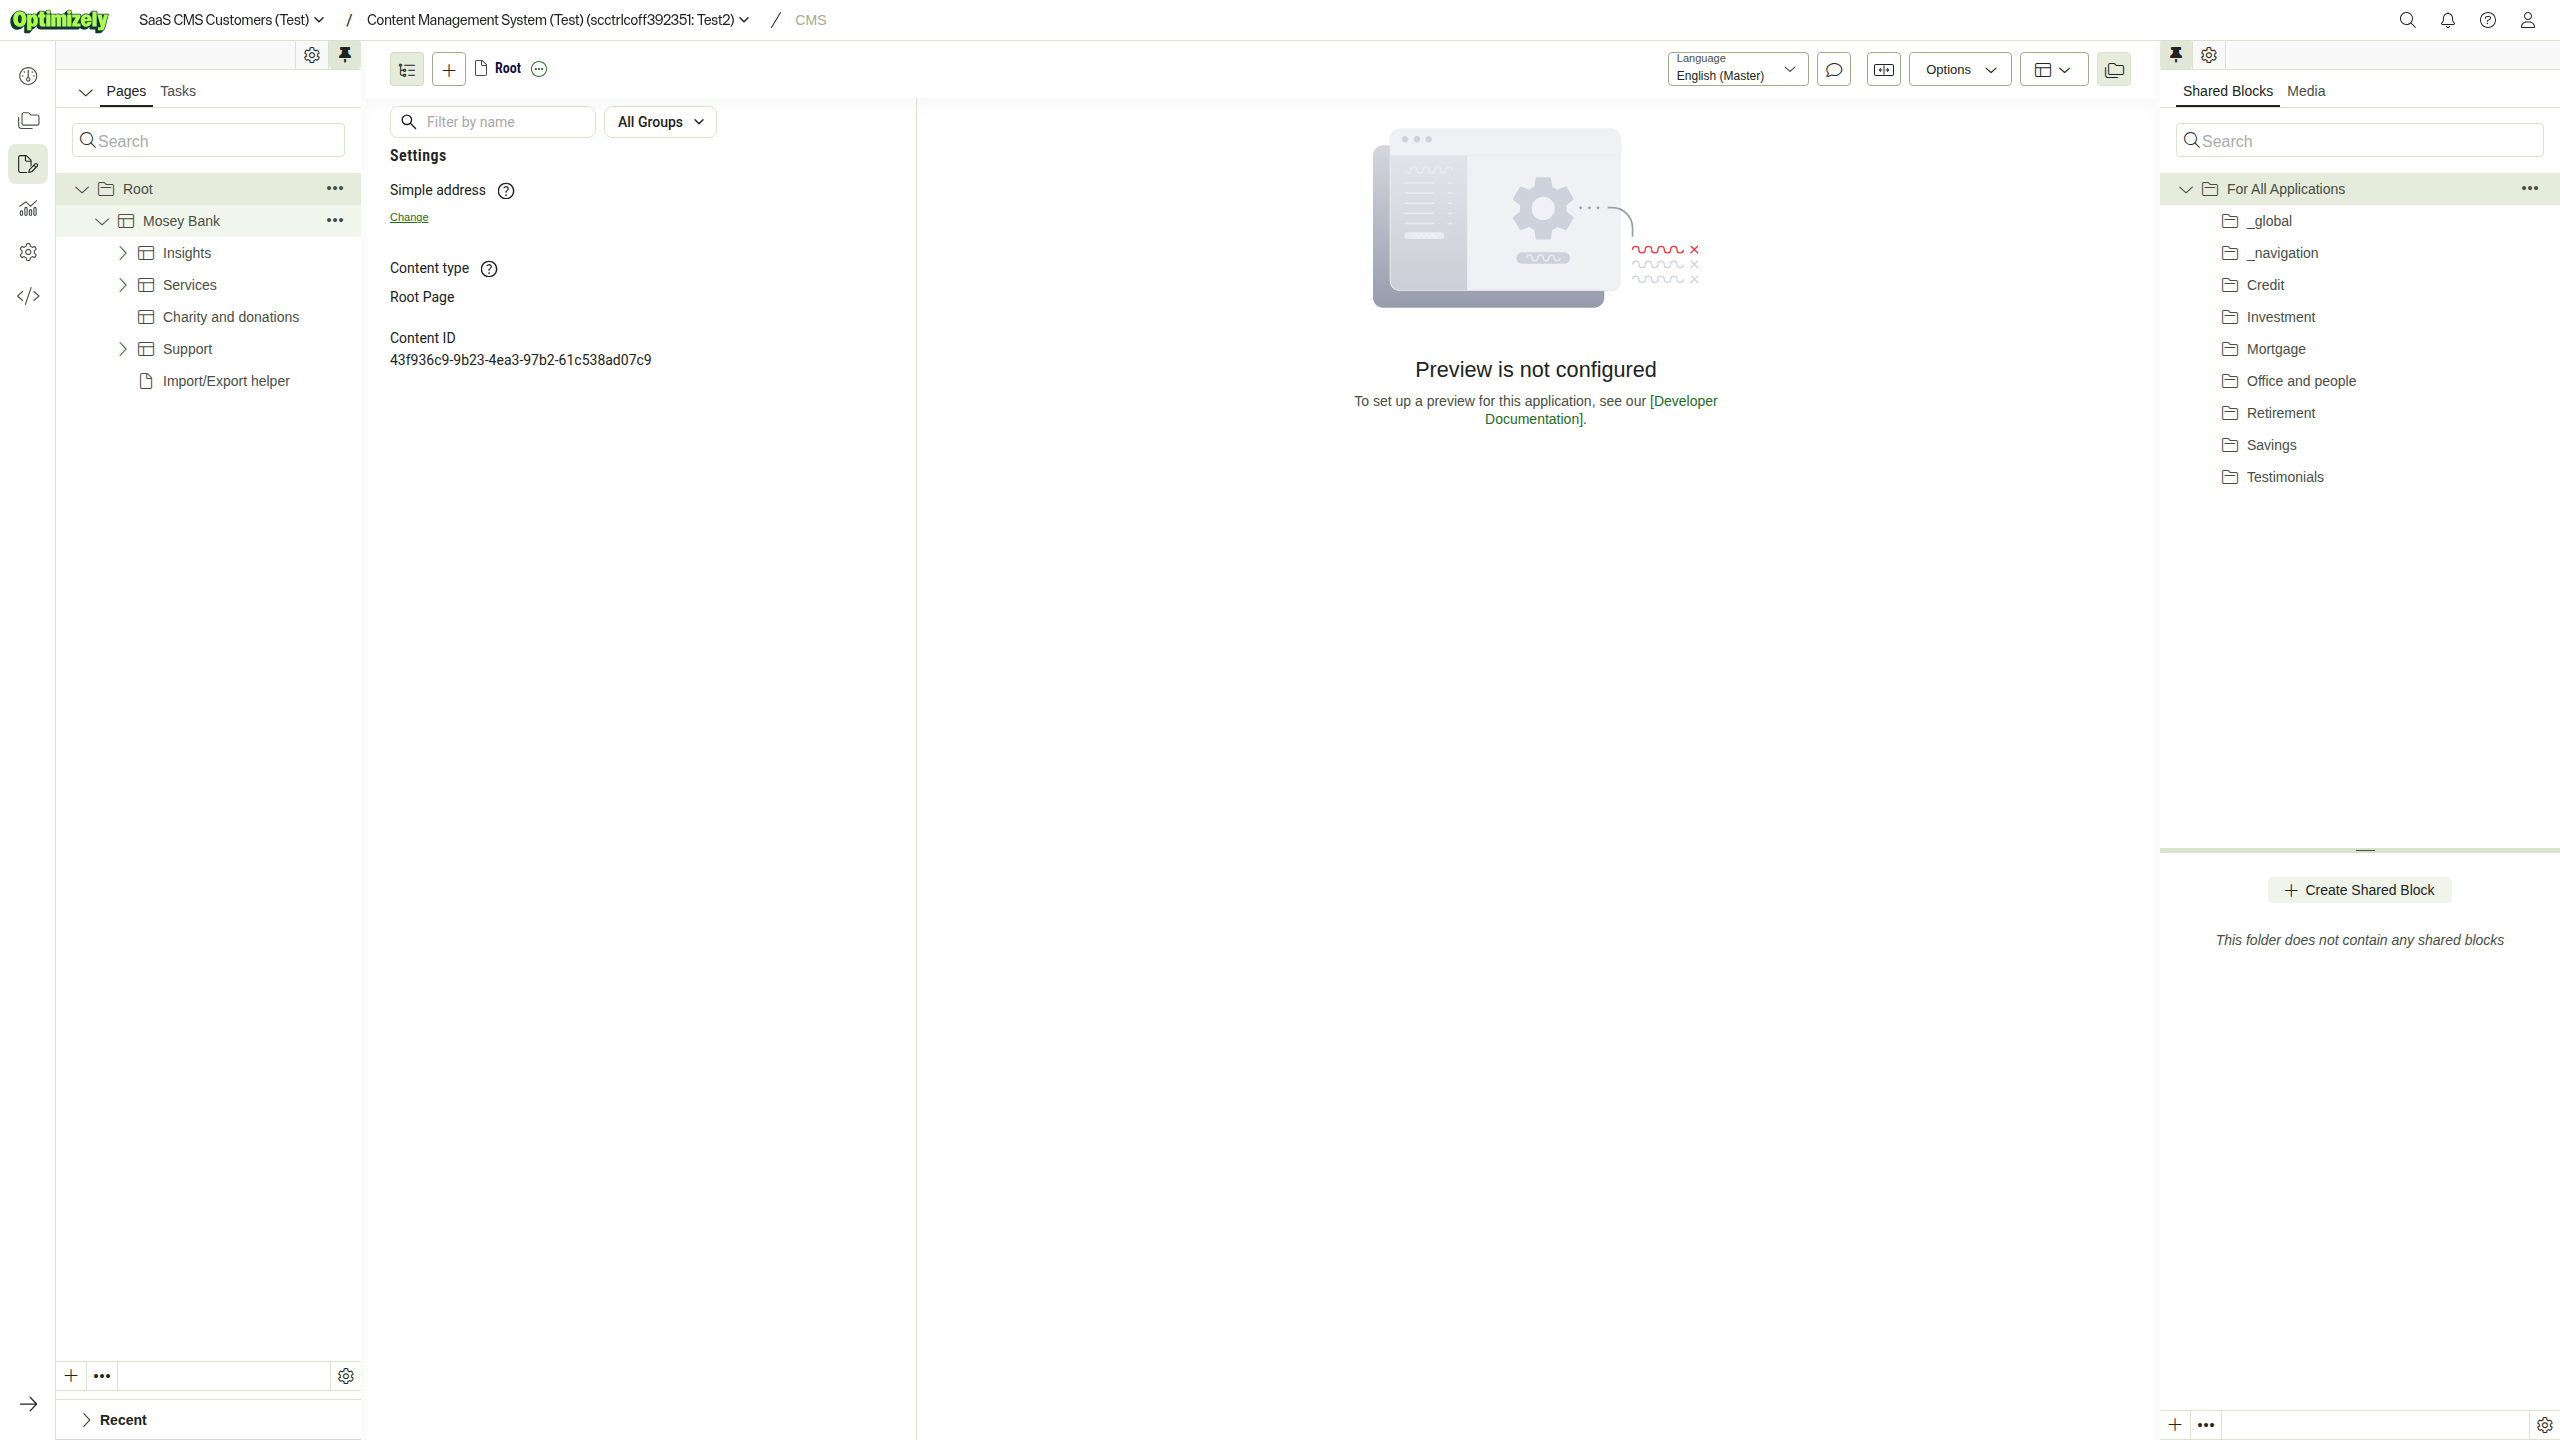 Optimizely
SaaS CMS Customers (Test) / Content Management System (Test) (scctrlcoff392351: Test2) / CMS
Pages Tasks
Search
Root
Mosey Bank
Insights
Services
Charity and donations
Support
Import/Export helper
Recent
Root
Language
English (Master)
Options
Filter by name
All Groups
Settings
Simple address
Change
Content type
Root Page
Content ID
43f936c9-9b23-4ea3-97b2-61c538ad07c9
Preview is not configured
To set up a preview for this application, see our [Developer
Documentation].
Shared Blocks Media
Search
For All Applications
_global
_navigation
Credit
Investment
Mortgage
Office and people
Retirement
Savings
Testimonials
Create Shared Block
This folder does not contain any shared blocks